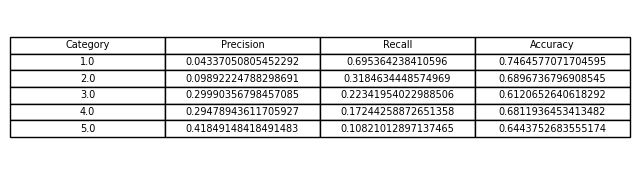 Category Precision Recall Accuracy
1.0 0.04337050805452292 0.695364238410596 0.7464577071704595
2.0 0.09892224788298691 0.3184634448574969 0.6896736796908545
3.0 0.29990356798457085 0.22341954022988506 0.6120652640618292
4.0 0.29478943611705927 0.17244258872651358 0.6811936453413482
5.0 0.41849148418491483 0.10821012897137465 0.6443752683555174